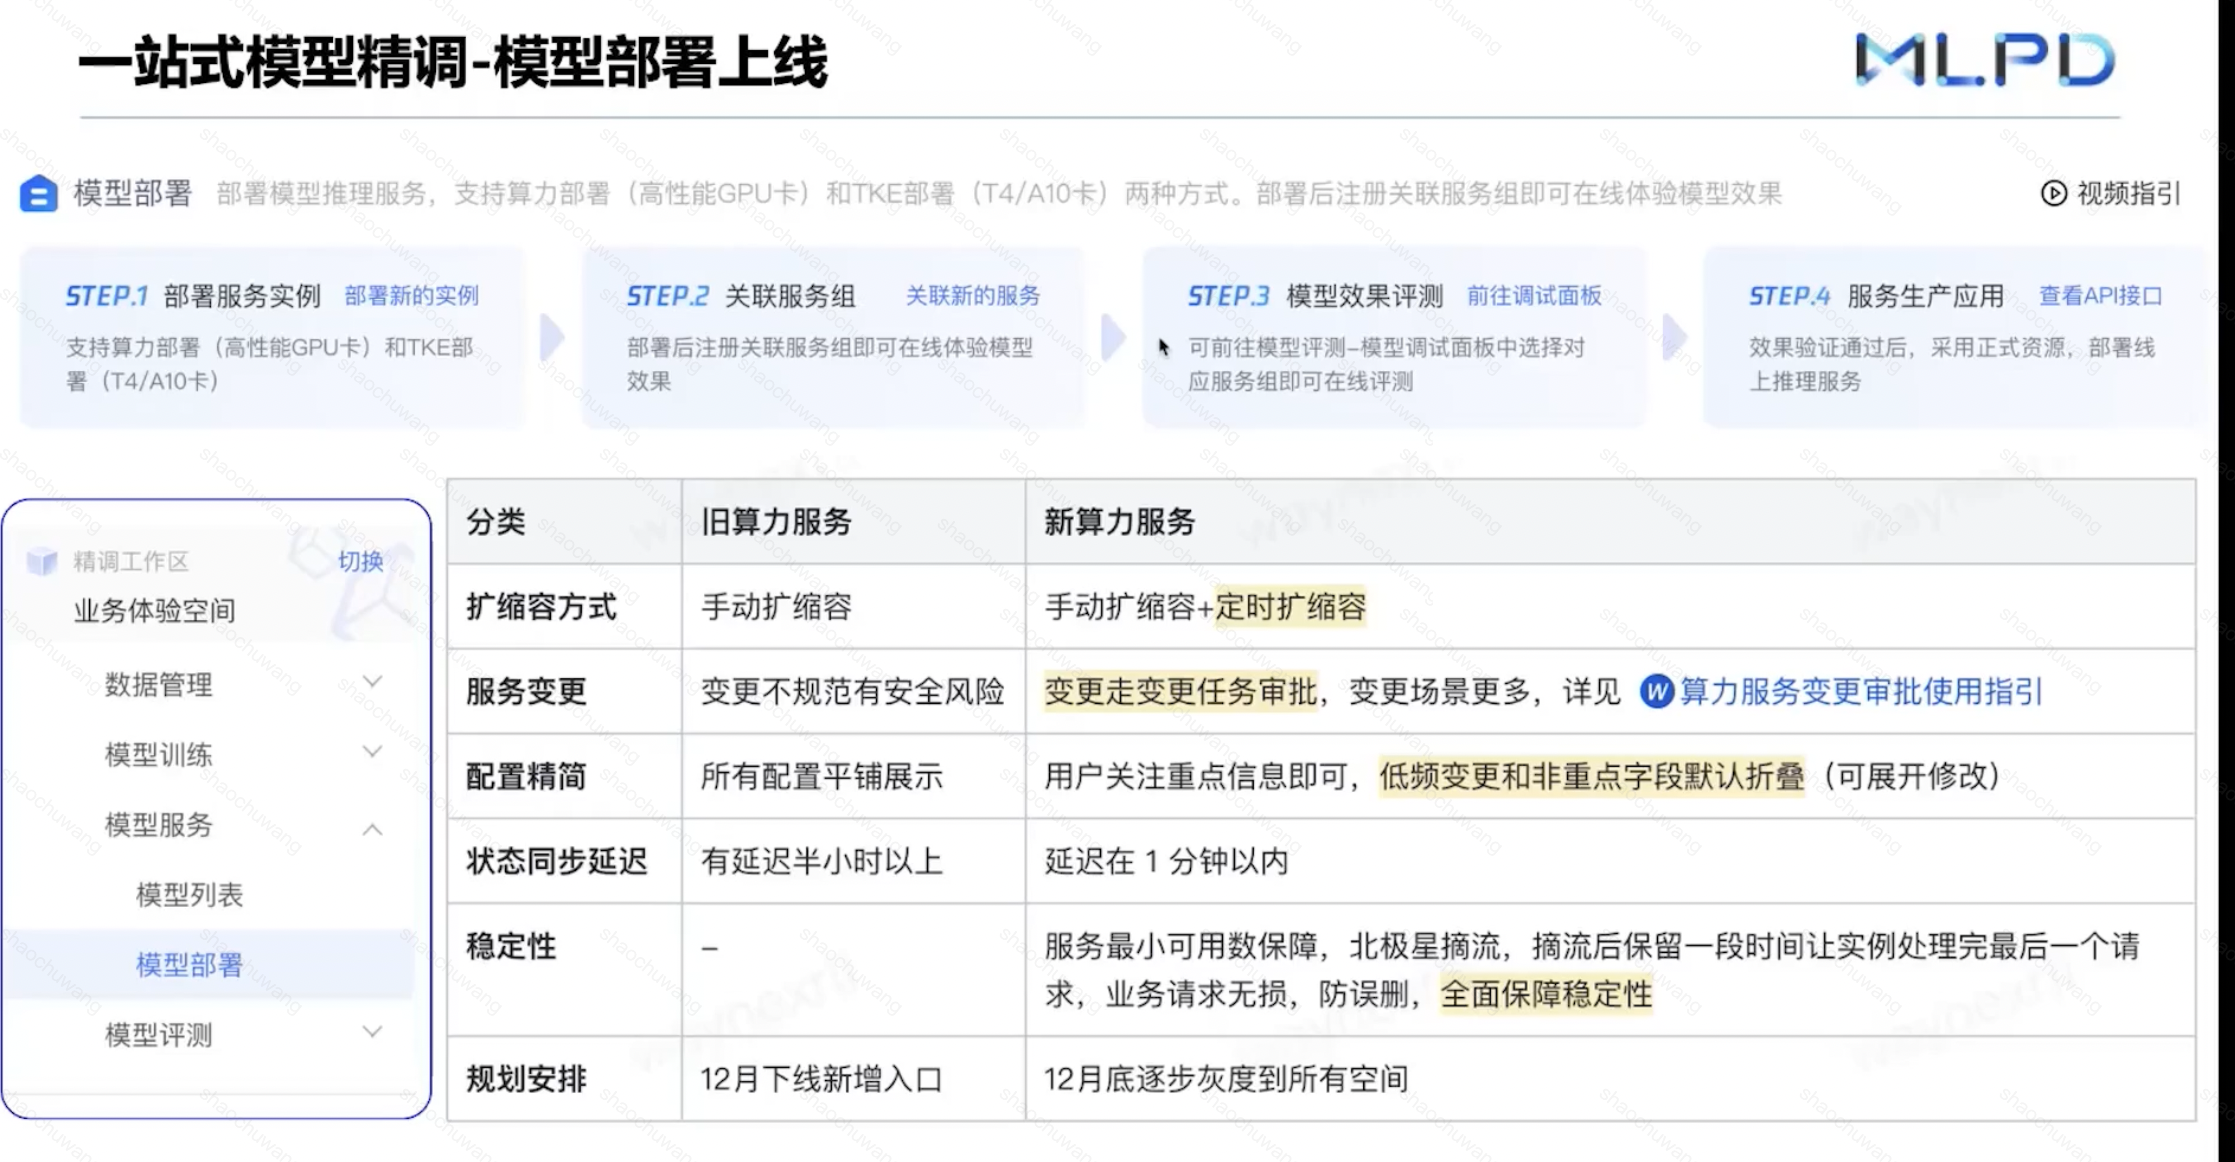 一站式模型精调-模型部署上线
MLPD
模型部署 部署模型推理服务，支持算力部署（高性能GPU卡）和TKE部署（T4/A10卡）两种方式。部署后注册关联服务组即可在线体验模型效果 视频指引
STEP.1 部署服务实例 部署新的实例
支持算力部署（高性能GPU卡）和TKE部
署（T4/A10卡）
STEP.2 关联服务组 关联新的服务
部署后注册关联服务组即可在线体验模型
效果
STEP.3 模型效果评测 前往调试面板
可前往模型评测-模型调试面板中选择对
应服务组即可在线评测
STEP.4 服务生产应用 查看API接口
效果验证通过后，采用正式资源，部署线
上推理服务
精调工作区 切换
业务体验空间
数据管理
模型训练
模型服务
模型列表
模型部署
模型评测
分类 旧算力服务 新算力服务
扩缩容方式 手动扩缩容 手动扩缩容+定时扩缩容
服务变更 变更不规范有安全风险 变更走变更任务审批，变更场景更多，详见 W 算力服务变更审批使用指引
配置精简 所有配置平铺展示 用户关注重点信息即可，低频变更和非重点字段默认折叠（可展开修改）
状态同步延迟 有延迟半小时以上 延迟在 1 分钟以内
稳定性 – 服务最小可用数保障，北极星摘流，摘流后保留一段时间让实例处理完最后一个请
求，业务请求无损，防误删，全面保障稳定性
规划安排 12月下线新增入口 12月底逐步灰度到所有空间
shaochuwang